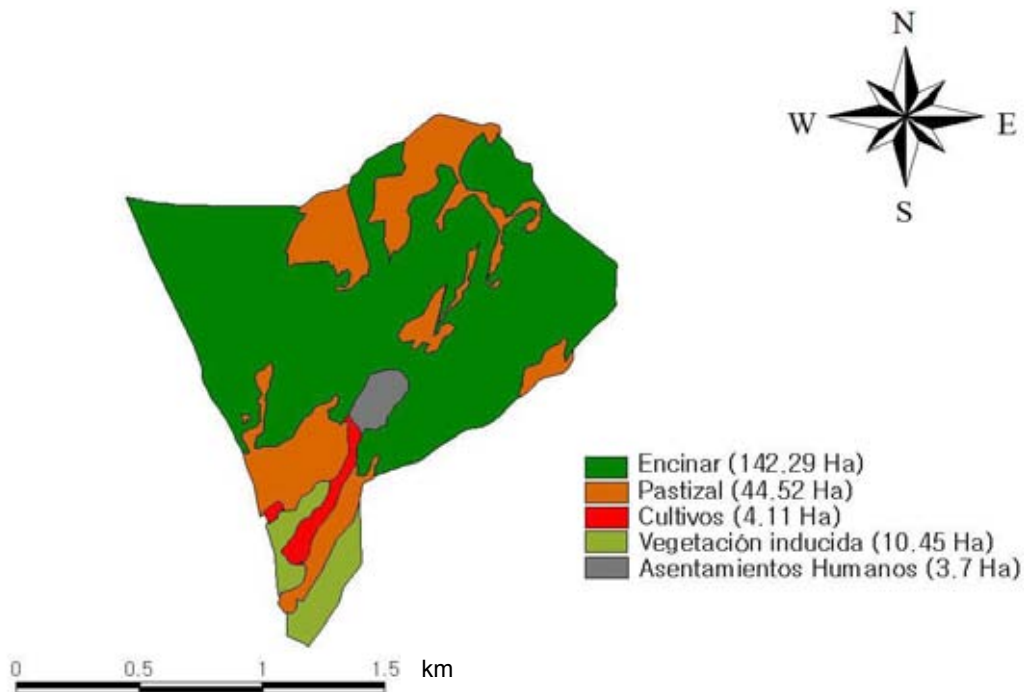 N
W E
S
Encinar (142.29 Ha)
Pastizal (44.52 Ha)
Cultivos (4.11 Ha)
Vegetación inducida (10.45 Ha)
Asentamientos Humanos (3.7 Ha)
0 0.5 1 1.5 km